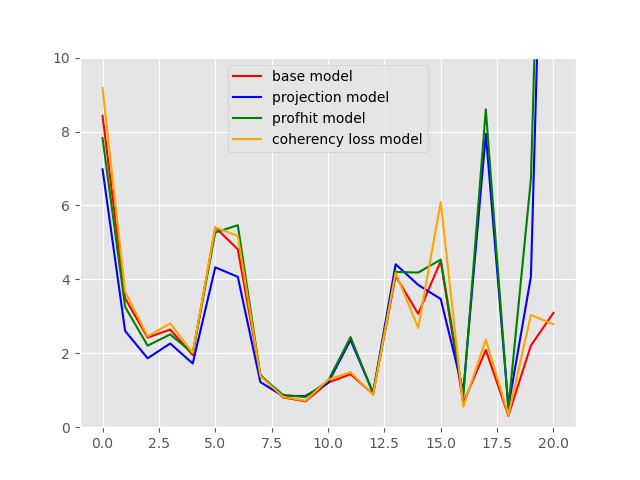 base model
projection model
profhit model
coherency loss model
10
8
6
4
2
0
0.0 2.5 5.0 7.5 10.0 12.5 15.0 17.5 20.0